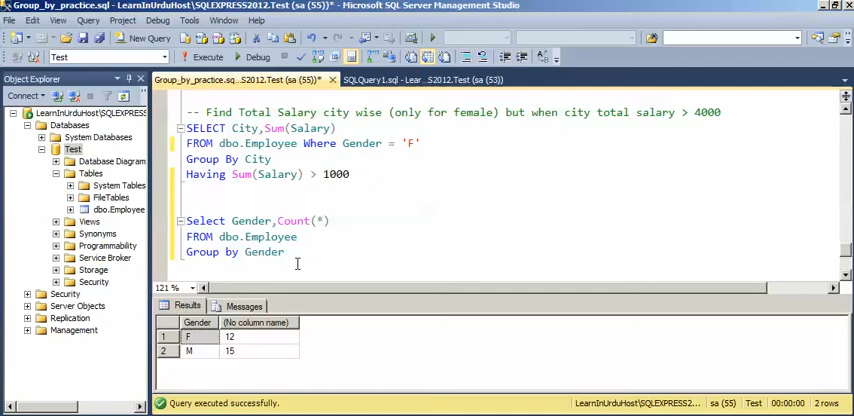 Group_by_practice.sql - LearnInUrduHost\SQLEXPRESS2012.Test (sa (55))* - Microsoft SQL Server Management Studio
File Edit View Query Project Debug Tools Window Help
New Query
Test Execute Debug
Object Explorer
Group_by_practice.sq...S2012.Test (sa (55))* SQLQuery1.sql - Lear...S2012.Test (sa (53))
Connect
LearnInUrduHost\SQLEXPRESS
Databases
System Databases
Test
Database Diagram
Tables
System Tables
FileTables
dbo.Employee
Views
Synonyms
Programmability
Service Broker
Storage
Security
Security
Server Objects
Replication
Management
-- Find Total Salary city wise (only for female) but when city total salary > 4000
SELECT City,Sum(Salary)
FROM dbo.Employee Where Gender = 'F'
Group By City
Having Sum(Salary) > 1000
Select Gender,Count(*)
FROM dbo.Employee
Group by Gender
121 %
Results Messages
Gender (No column name)
1 F 12
2 M 15
Query executed successfully. LearnInUrduHost\SQLEXPRESS2... sa (55) Test 00:00:00 2 rows